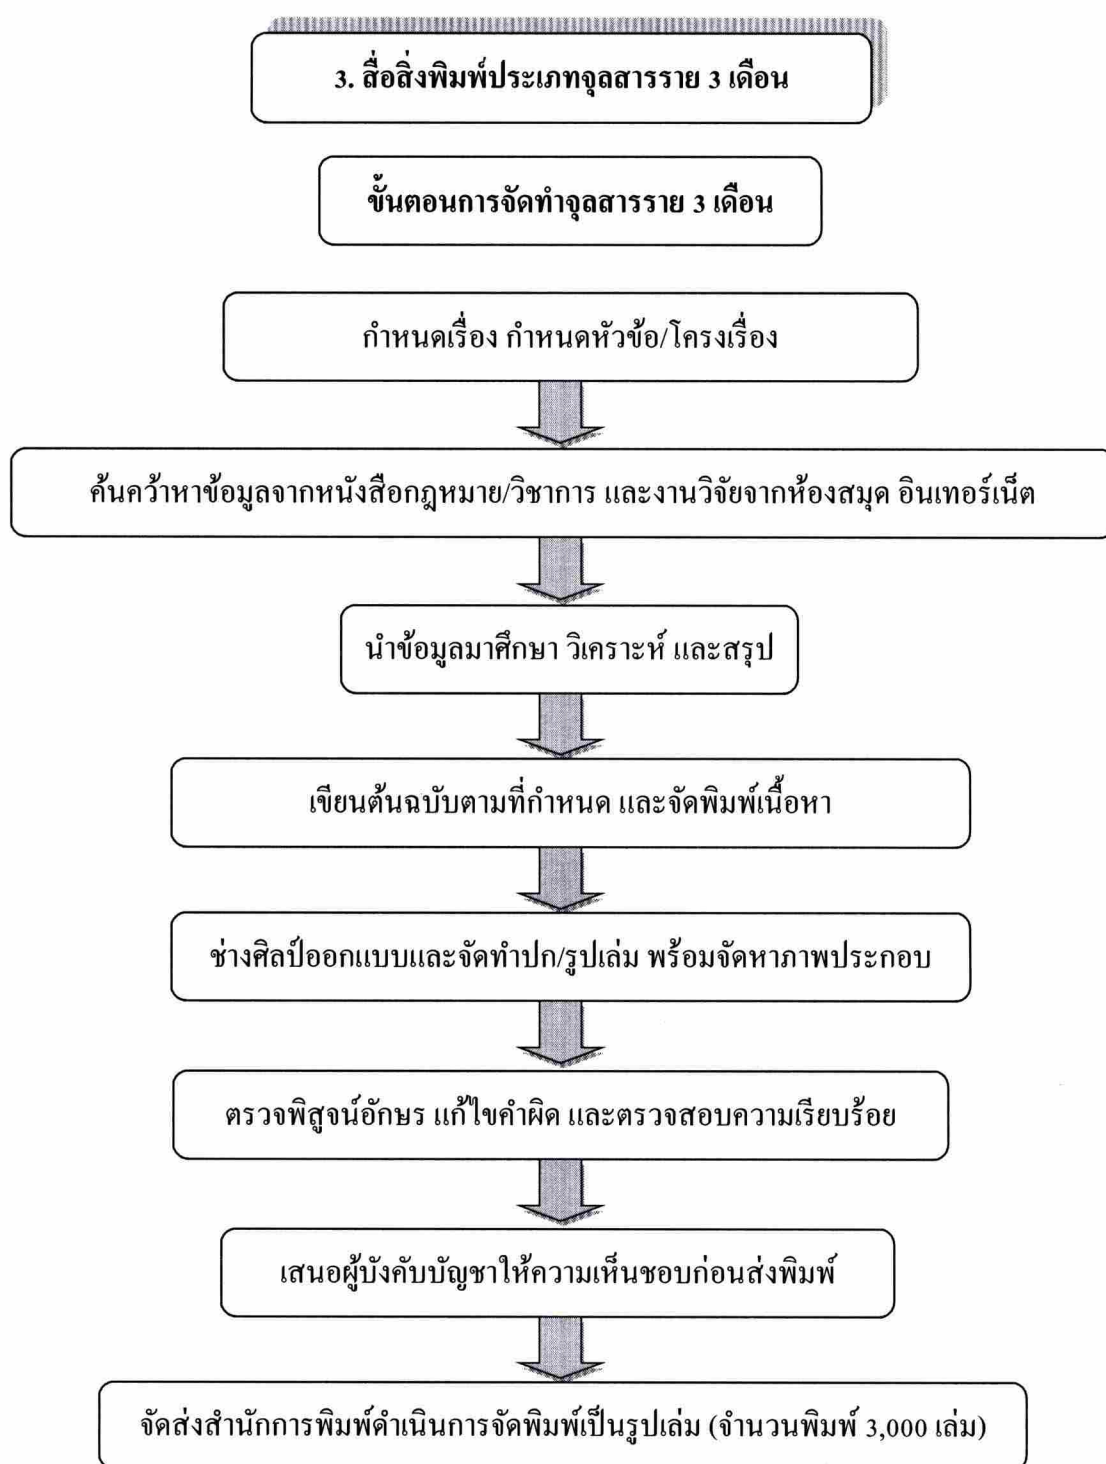 3. สื่อสิ่งพิมพ์ประเภทจุลสารราย 3 เดือน
ขั้นตอนการจัดทำจุลสารราย 3 เดือน
กำหนดเรื่อง กำหนดหัวข้อ/โครงเรื่อง
ค้นคว้าหาข้อมูลจากหนังสือกฎหมาย/วิชาการ และงานวิจัยจากห้องสมุด อินเทอร์เน็ต
นำข้อมูลมาศึกษา วิเคราะห์ และสรุป
เขียนต้นฉบับตามที่กำหนด และจัดพิมพ์เนื้อหา
ช่างศิลป์ออกแบบและจัดทำปก/รูปเล่ม พร้อมจัดหาภาพประกอบ
ตรวจพิสูจน์อักษร แก้ไขคำผิด และตรวจสอบความเรียบร้อย
เสนอผู้บังคับบัญชาให้ความเห็นชอบก่อนส่งพิมพ์
จัดส่งสำนักการพิมพ์ดำเนินการจัดพิมพ์เป็นรูปเล่ม (จำนวนพิมพ์ 3,000 เล่ม)